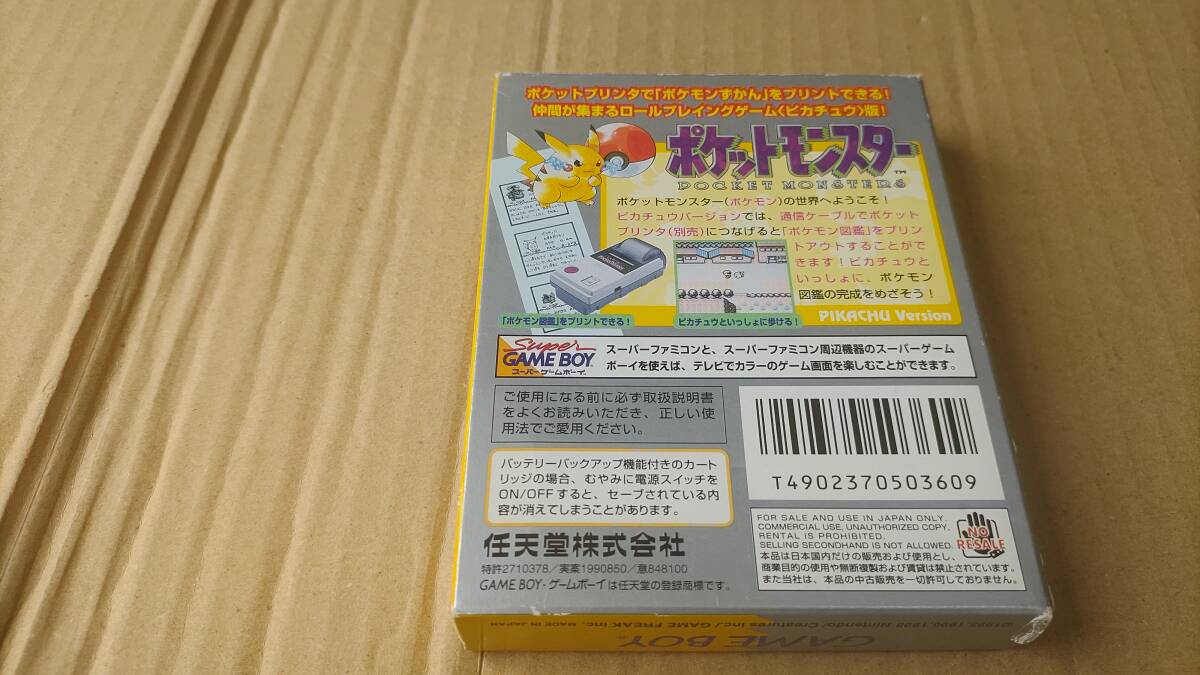 ポケットプリンタで「ポケモンずかん」をプリントできる!
仲間が集まるロールプレイングゲーム〈ピカチュウ〉版!
ポケットモンスター™
POCKET MONSTERS
ポケットモンスター(ポケモン)の世界へようこそ!
ピカチュウバージョンでは、通信ケーブルでポケット
プリンタ(別売)につなげると「ポケモン図鑑」をプリン
トアウトすることがで
きます!ピカチュウと
いっしょに、ポケモン
図鑑の完成をめざそう!
「ポケモン図鑑」をプリントできる!
ピカチュウといっしょに歩ける!
PIKACHU Version
Super
GAME BOY
スーパーゲームボーイ
スーパーファミコンと、スーパーファミコン周辺機器のスーパーゲーム
ボーイを使えば、テレビでカラーのゲーム画面を楽しむことができます。
ご使用になる前に必ず取扱説明書
をよくお読みいただき、正しい使
用法でご愛用ください。
バッテリーバックアップ機能付きのカート
リッジの場合、むやみに電源スイッチを
ON/OFFすると、セーブされている内
容が消えてしまうことがあります。
T4902370503609
任天堂株式会社
特許2710378/実案1990850/意848100
GAME BOY・ゲームボーイは任天堂の登録商標です。
FOR SALE AND USE IN JAPAN ONLY.
COMMERCIAL USE, UNAUTHORIZED COPY,
RENTAL IS PROHIBITED.
SELLING SECONDHAND IS NOT ALLOWED.
NO
RESALE
本品は日本国内だけの販売および使用とし、
商業目的の使用や無断複製および賃貸は禁止されています。
また当社は、本品の中古販売を一切許可しておりません。
©1995, 1996, 1998 Nintendo/Creatures inc./GAME FREAK inc. MADE IN JAPAN
GAME BOY®